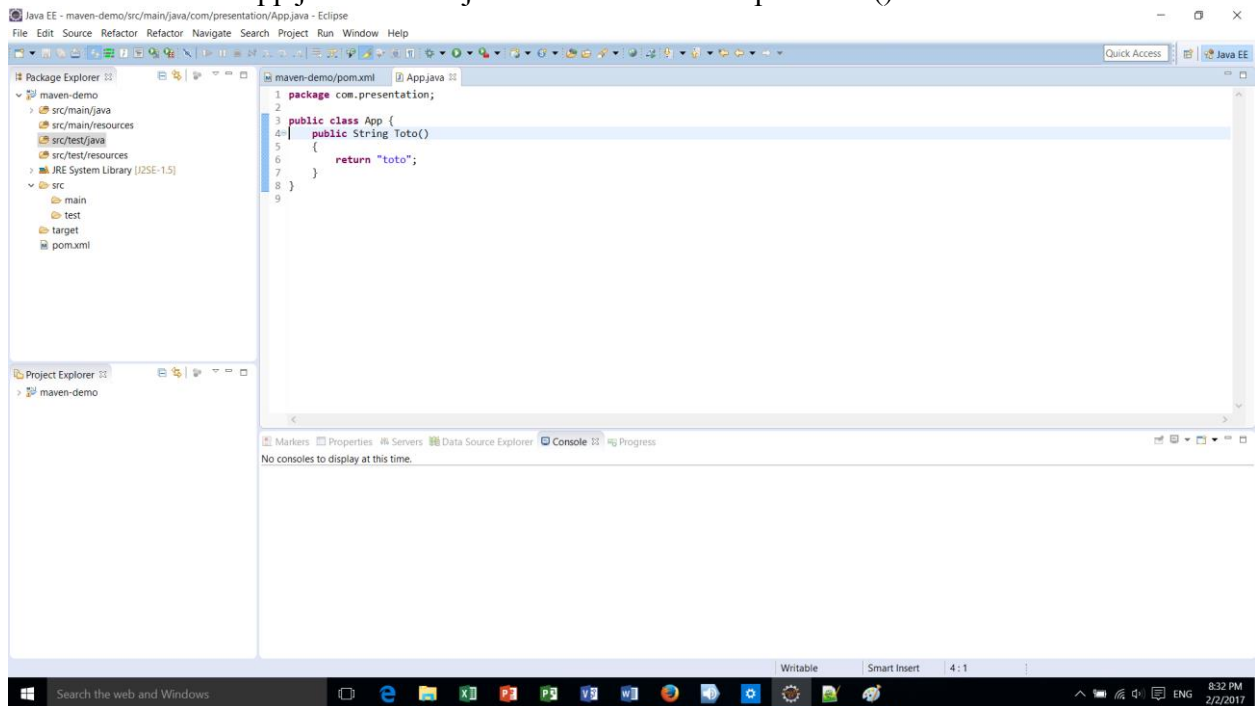 Java EE - maven-demo/src/main/java/com/presentation/App.java - Eclipse
File Edit Source Refactor Refactor Navigate Search Project Run Window Help
Quick Access Java EE
Package Explorer
maven-demo
src/main/java
src/main/resources
src/test/java
src/test/resources
JRE System Library [J2SE-1.5]
src
main
test
target
pom.xml
maven-demo/pom.xml App.java
1 package com.presentation;
2
3 public class App {
4 public String Toto()
5 {
6 return "toto";
7 }
8 }
9
Project Explorer
maven-demo
Markers Properties Servers Data Source Explorer Console Progress
No consoles to display at this time.
Writable Smart Insert 4 : 1
Search the web and Windows
ENG 8:32 PM
2/2/2017